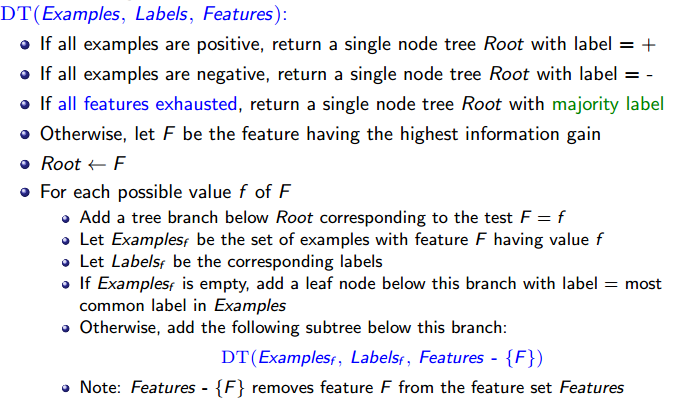 DT(Examples, Labels, Features):
If all examples are positive, return a single node tree Root with label = +
If all examples are negative, return a single node tree Root with label = -
If all features exhausted, return a single node tree Root with majority label
Otherwise, let F be the feature having the highest information gain
Root ← F
For each possible value f of F
Add a tree branch below Root corresponding to the test F = f
Let Examples_f be the set of examples with feature F having value f
Let Labels_f be the corresponding labels
If Examples_f is empty, add a leaf node below this branch with label = most
common label in Examples
Otherwise, add the following subtree below this branch:
DT(Examples_f, Labels_f, Features - {F})
Note: Features - {F} removes feature F from the feature set Features